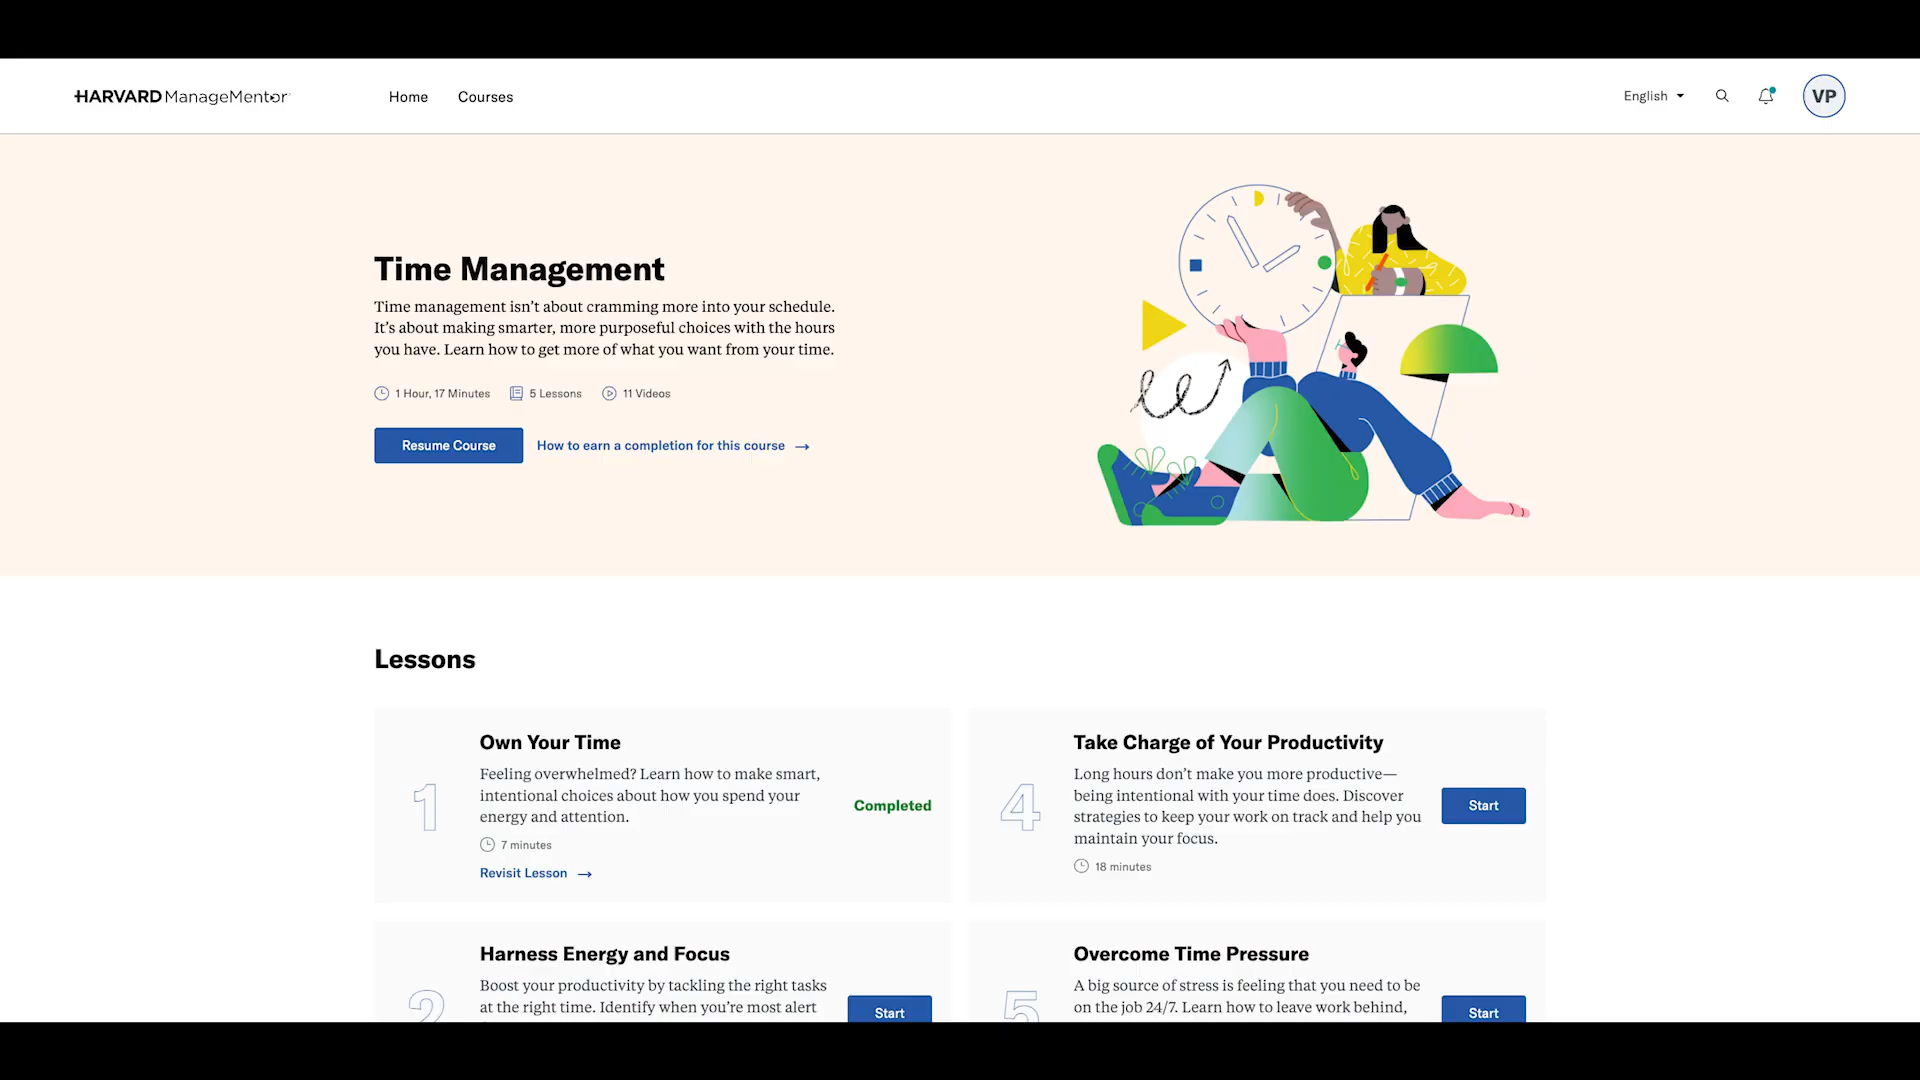 HARVARD ManageMentor
Home
Courses
English
VP
Time Management
Time management isn’t about cramming more into your schedule.
It’s about making smarter, more purposeful choices with the hours
you have. Learn how to get more of what you want from your time.
1 Hour, 17 Minutes
5 Lessons
11 Videos
Resume Course
How to earn a completion for this course →
Lessons
1
Own Your Time
Feeling overwhelmed? Learn how to make smart,
intentional choices about how you spend your
energy and attention.
7 minutes
Revisit Lesson →
Completed
4
Take Charge of Your Productivity
Long hours don’t make you more productive—
being intentional with your time does. Discover
strategies to keep your work on track and help you
maintain your focus.
18 minutes
Start
2
Harness Energy and Focus
Boost your productivity by tackling the right tasks
at the right time. Identify when you’re most alert
Start
5
Overcome Time Pressure
A big source of stress is feeling that you need to be
on the job 24/7. Learn how to leave work behind,
Start